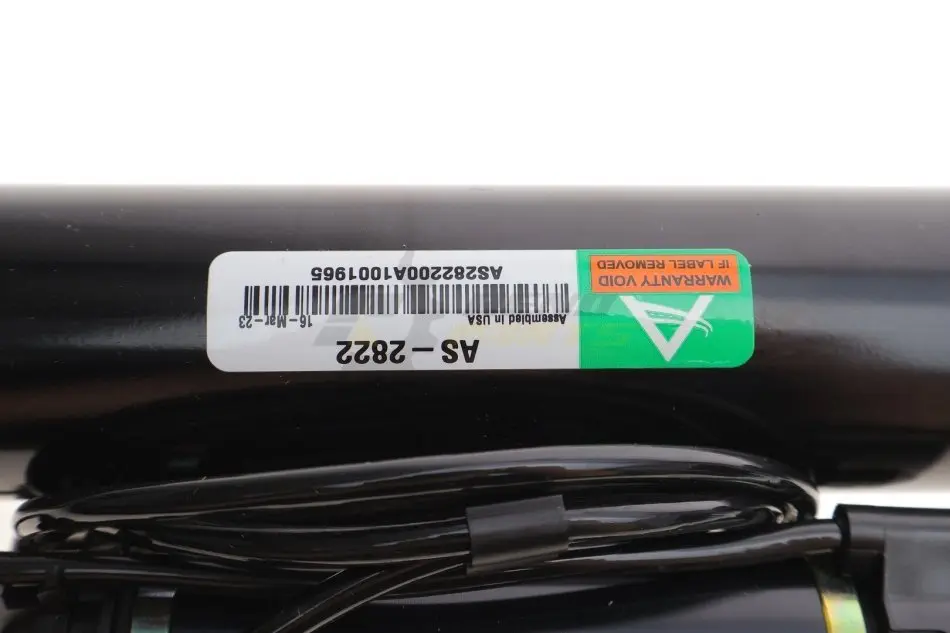 AS-2822
Assembled in USA
16-Mar-23
AS282200A1001965
WARRANTY VOID
IF LABEL REMOVED